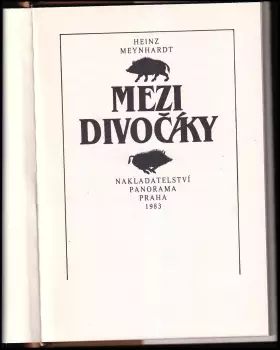 HEINZ
MEYNHARDT
MEZI
DIVOČÁKY
NAKLADATELSTVÍ
PANORAMA
PRAHA
1983